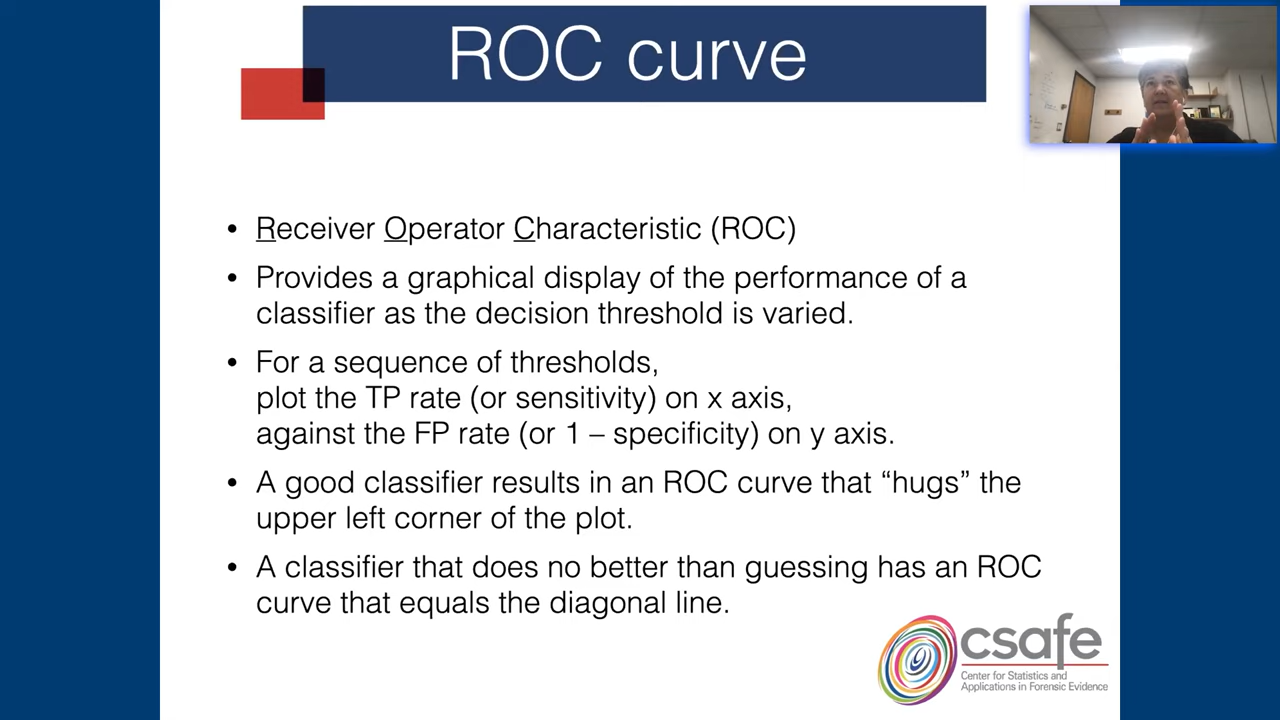 ROC curve
• Receiver Operator Characteristic (ROC)
• Provides a graphical display of the performance of a
classifier as the decision threshold is varied.
• For a sequence of thresholds,
plot the TP rate (or sensitivity) on x axis,
against the FP rate (or 1 – specificity) on y axis.
• A good classifier results in an ROC curve that “hugs” the
upper left corner of the plot.
• A classifier that does no better than guessing has an ROC
curve that equals the diagonal line.
csafe
Center for Statistics and
Applications in Forensic Evidence